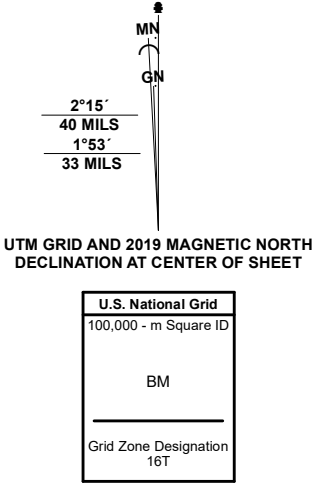 MN
GN
2°15´
40 MILS
1°53´
33 MILS
UTM GRID AND 2019 MAGNETIC NORTH
DECLINATION AT CENTER OF SHEET
U.S. National Grid
100,000 - m Square ID
BM
Grid Zone Designation
16T